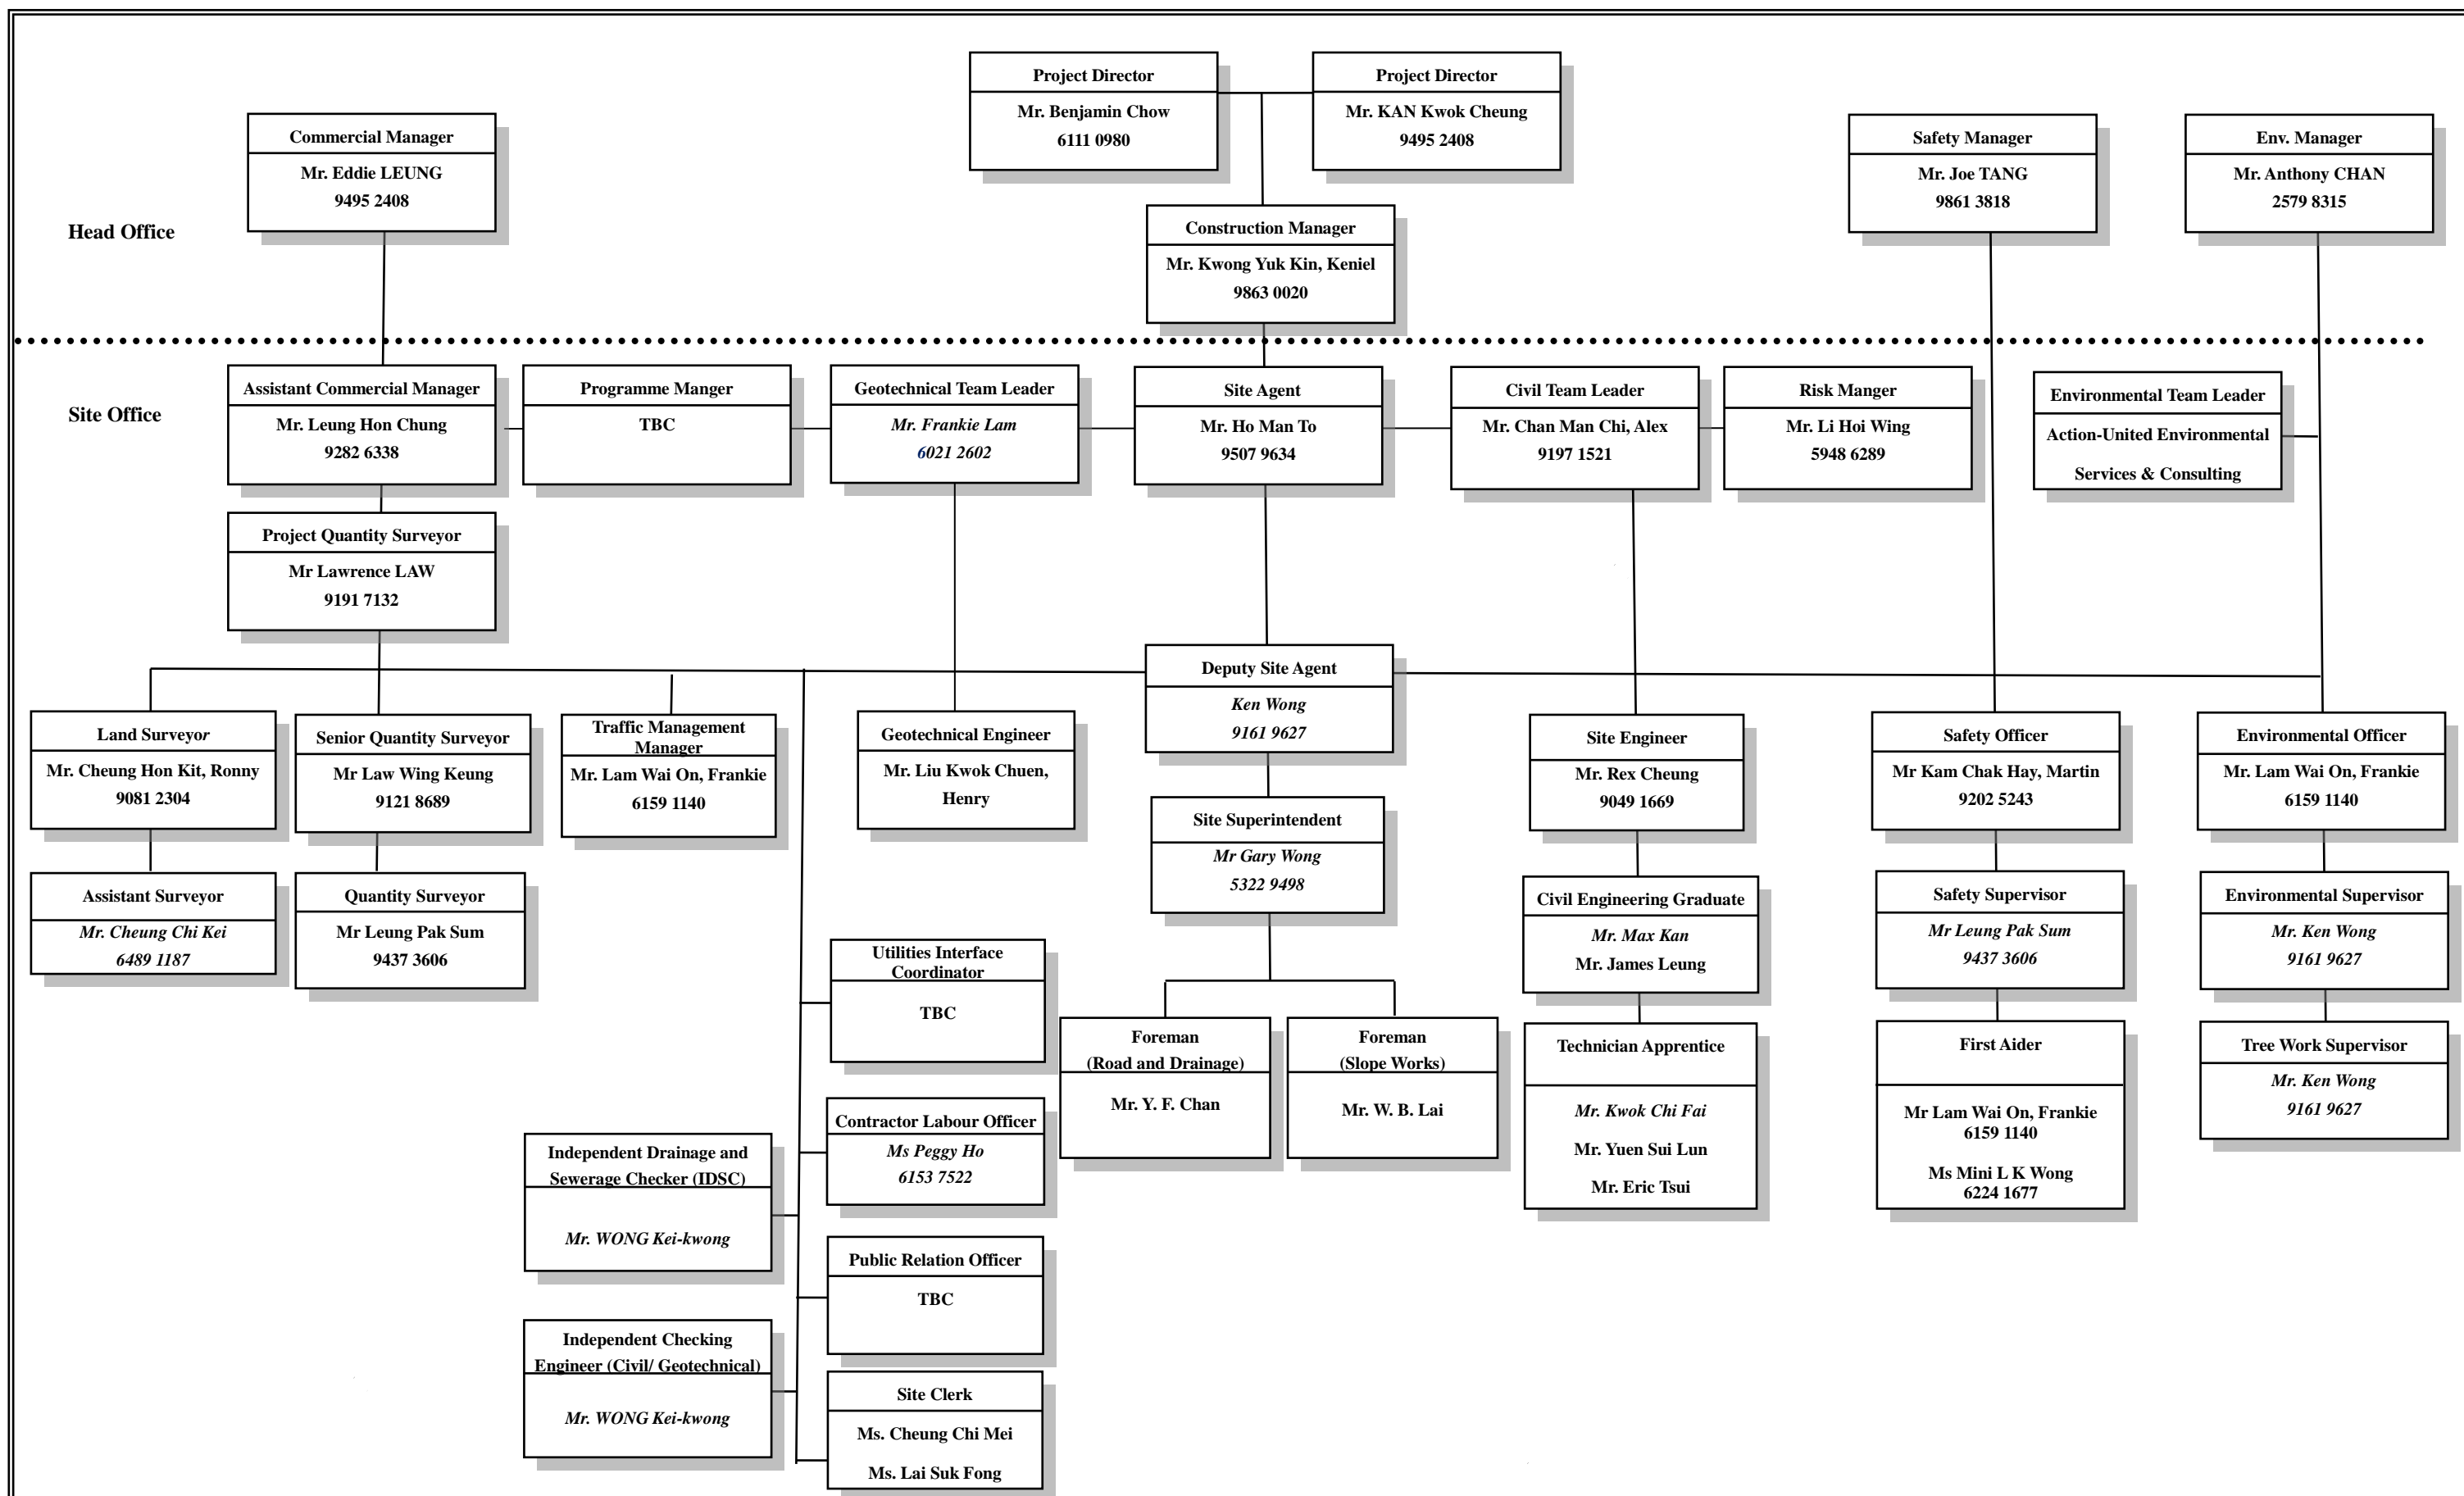 Project Director
Mr. Benjamin Chow
6111 0980
Project Director
Mr. KAN Kwok Cheung
9495 2408
Commercial Manager
Mr. Eddie LEUNG
9495 2408
Safety Manager
Mr. Joe TANG
9861 3818
Env. Manager
Mr. Anthony CHAN
2579 8315
Head Office
Construction Manager
Mr. Kwong Yuk Kin, Keniel
9863 0020
Site Office
Assistant Commercial Manager
Mr. Leung Hon Chung
9282 6338
Programme Manger
TBC
Geotechnical Team Leader
Mr. Frankie Lam
6021 2602
Site Agent
Mr. Ho Man To
9507 9634
Civil Team Leader
Mr. Chan Man Chi, Alex
9197 1521
Risk Manger
Mr. Li Hoi Wing
5948 6289
Environmental Team Leader
Action-United Environmental
Services & Consulting
Project Quantity Surveyor
Mr Lawrence LAW
9191 7132
Deputy Site Agent
Ken Wong
9161 9627
Land Surveyor
Mr. Cheung Hon Kit, Ronny
9081 2304
Senior Quantity Surveyor
Mr Law Wing Keung
9121 8689
Traffic Management
Manager
Mr. Lam Wai On, Frankie
6159 1140
Geotechnical Engineer
Mr. Liu Kwok Chuen,
Henry
Site Engineer
Mr. Rex Cheung
9049 1669
Safety Officer
Mr Kam Chak Hay, Martin
9202 5243
Environmental Officer
Mr. Lam Wai On, Frankie
6159 1140
Site Superintendent
Mr Gary Wong
5322 9498
Assistant Surveyor
Mr. Cheung Chi Kei
6489 1187
Quantity Surveyor
Mr Leung Pak Sum
9437 3606
Civil Engineering Graduate
Mr. Max Kan
Mr. James Leung
Safety Supervisor
Mr Leung Pak Sum
9437 3606
Environmental Supervisor
Mr. Ken Wong
9161 9627
Utilities Interface
Coordinator
TBC
Foreman
(Road and Drainage)
Mr. Y. F. Chan
Foreman
(Slope Works)
Mr. W. B. Lai
Technician Apprentice
Mr. Kwok Chi Fai
Mr. Yuen Sui Lun
Mr. Eric Tsui
First Aider
Mr Lam Wai On, Frankie
6159 1140
Ms Mini L K Wong
6224 1677
Tree Work Supervisor
Mr. Ken Wong
9161 9627
Contractor Labour Officer
Ms Peggy Ho
6153 7522
Independent Drainage and
Sewerage Checker (IDSC)
Mr. WONG Kei-kwong
Public Relation Officer
TBC
Independent Checking
Engineer (Civil/ Geotechnical)
Mr. WONG Kei-kwong
Site Clerk
Ms. Cheung Chi Mei
Ms. Lai Suk Fong